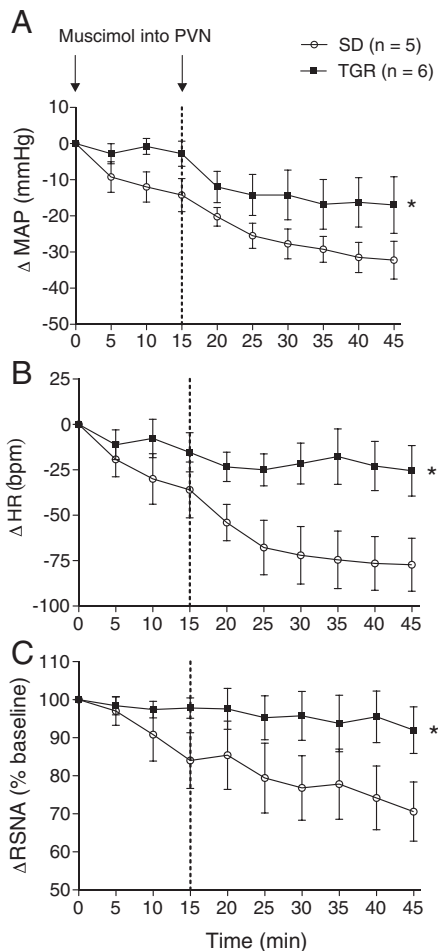 A
Muscimol into PVN
SD (n = 5)
TGR (n = 6)
Δ MAP (mmHg)
10
0
-10
-20
-30
-40
-50
0 5 10 15 20 25 30 35 40 45
*
B
Δ HR (bpm)
25
0
-25
-50
-75
-100
0 5 10 15 20 25 30 35 40 45
*
C
ΔRSNA (% baseline)
110
100
90
80
70
60
50
0 5 10 15 20 25 30 35 40 45
*
Time (min)